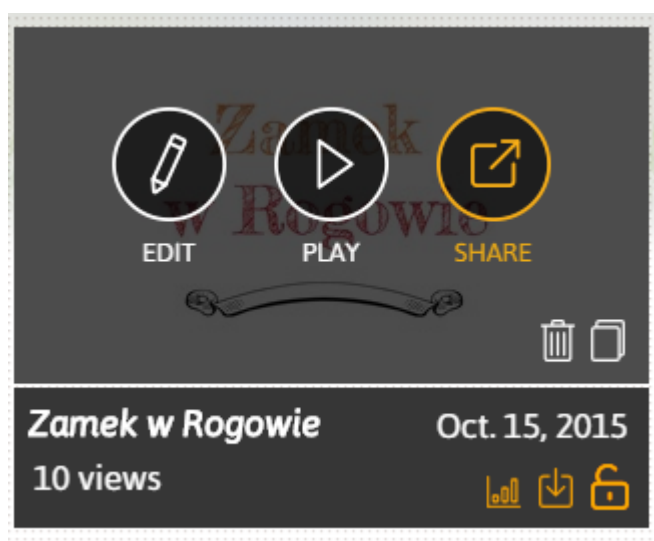 Zamek
w Rogowie
EDIT
PLAY
SHARE
Zamek w Rogowie
Oct. 15, 2015
10 views